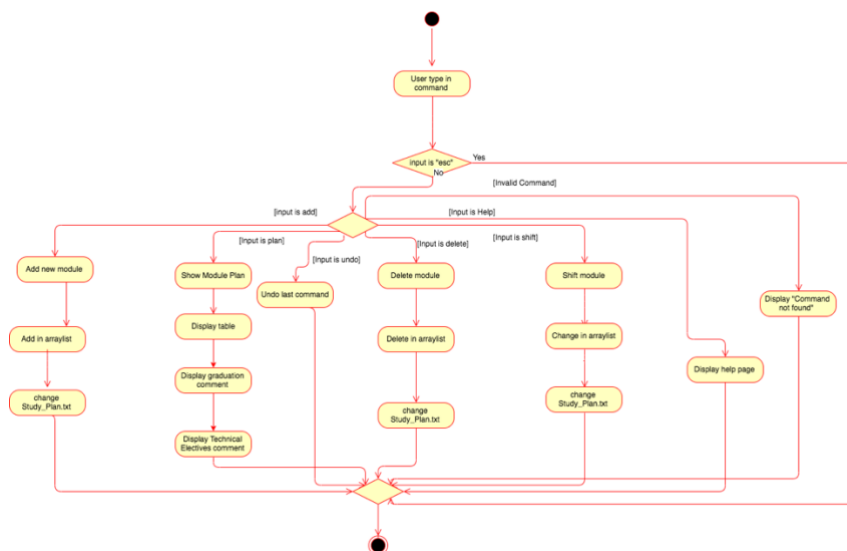 User type in
command
input is "esc"
Yes
No
[Invalid Command]
[Input is add]
[Input is Help]
[Input is plan]
[Input is undo]
[Input is delete]
[Input is shift]
Add new module
Show Module Plan
Undo last command
Delete module
Shift module
Display "Command
not found"
Add in arraylist
Display table
Delete in arraylist
Change in arraylist
Display help page
change
Study_Plan.txt
Display graduation
comment
change
Study_Plan.txt
change
Study_Plan.txt
Display Technical
Electives comment